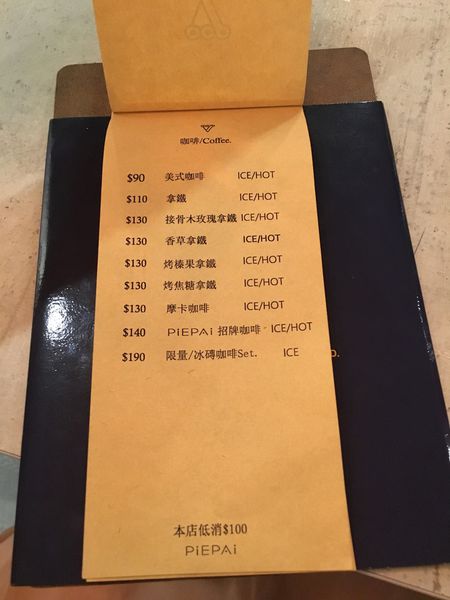 咖啡/Coffee.
$90 美式咖啡 ICE/HOT
$110 拿鐵 ICE/HOT
$130 接骨木玫瑰拿鐵 ICE/HOT
$130 香草拿鐵 ICE/HOT
$130 烤榛果拿鐵 ICE/HOT
$130 烤焦糖拿鐵 ICE/HOT
$130 摩卡咖啡 ICE/HOT
$140 PiEPAi 招牌咖啡 ICE/HOT
$190 限量/冰磚咖啡Set. ICE
本店低消$100
PiEPAi